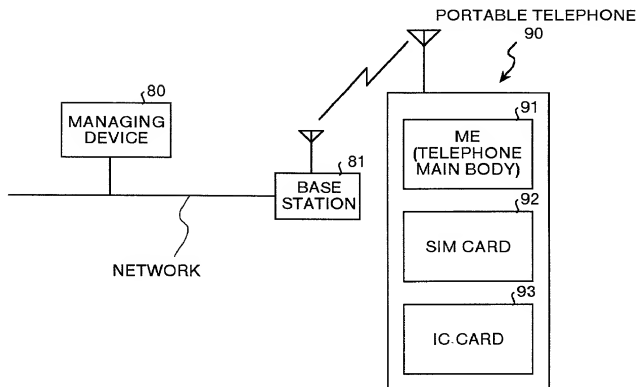 PORTABLE TELEPHONE
90
80
MANAGING
DEVICE
81
BASE
STATION
NETWORK
91
ME
(TELEPHONE
MAIN BODY)
92
SIM CARD
93
IC-CARD